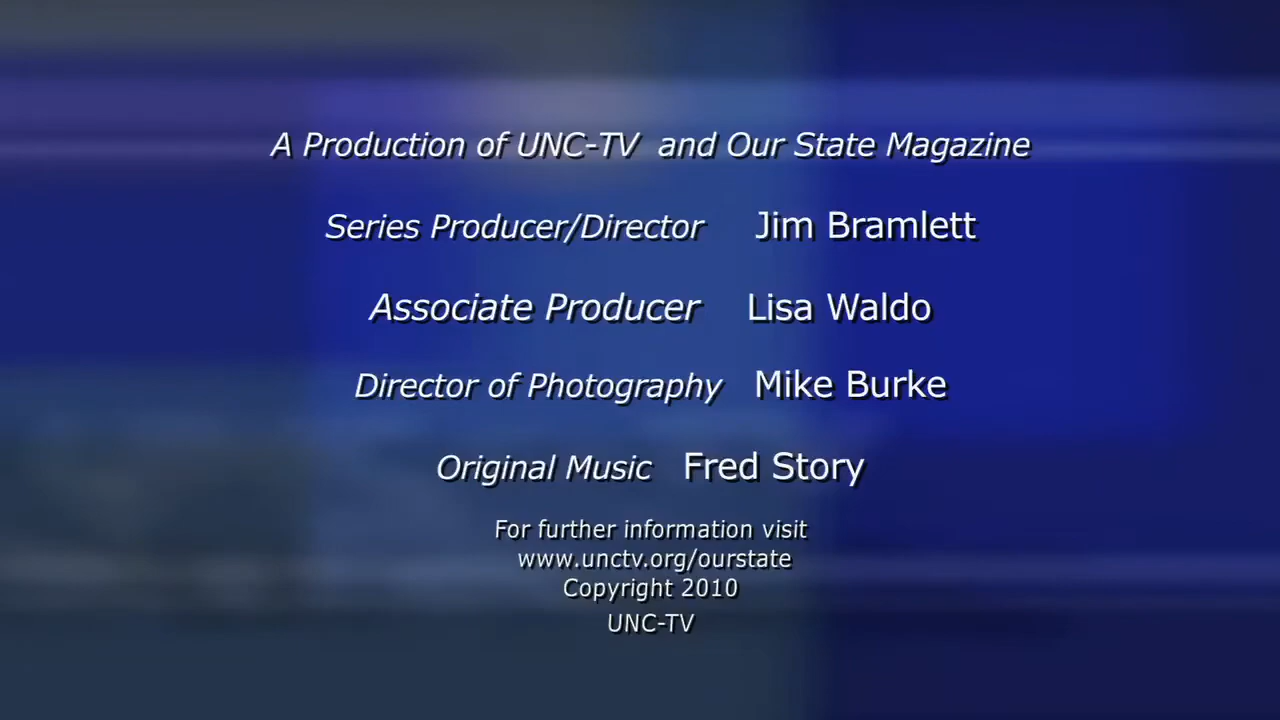 A Production of UNC-TV and Our State Magazine
Series Producer/Director Jim Bramlett
Associate Producer Lisa Waldo
Director of Photography Mike Burke
Original Music Fred Story
For further information visit
www.unctv.org/ourstate
Copyright 2010
UNC-TV